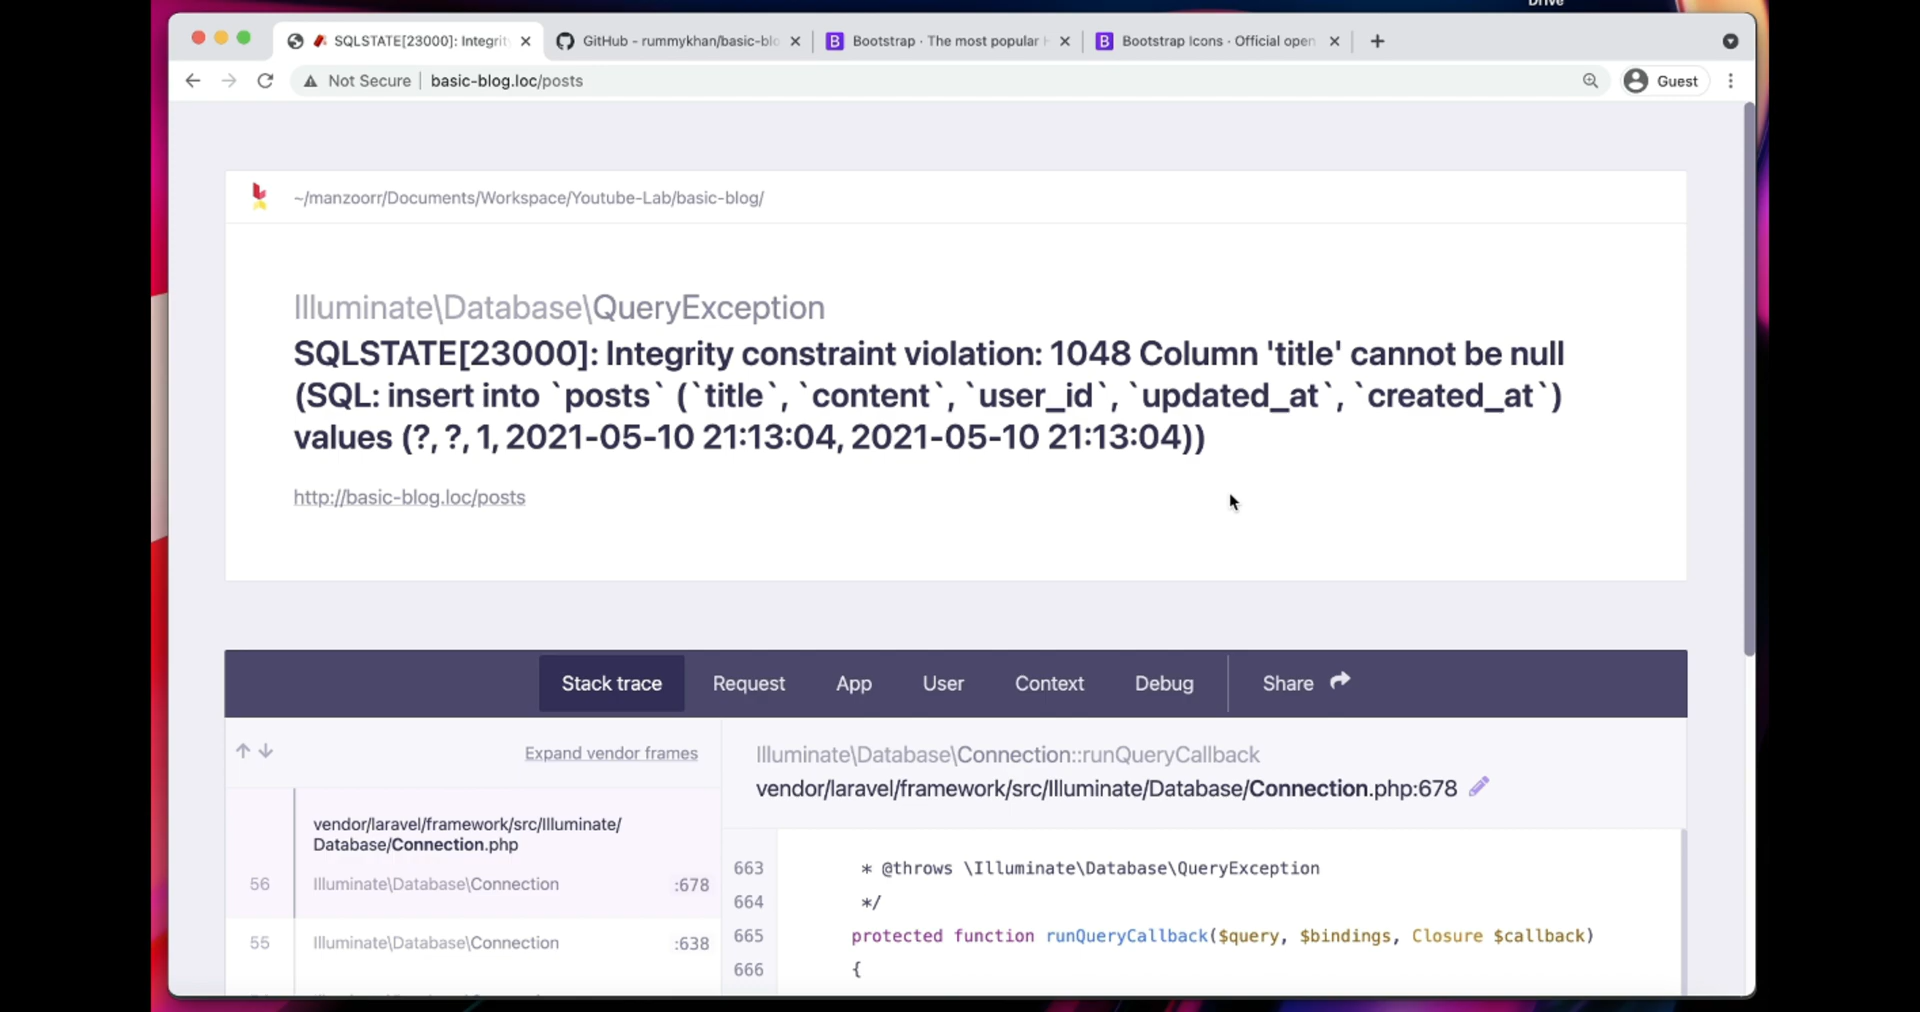 Drive
SQLSTATE[23000]: Integrit
GitHub - rummykhan/basic-blo
Bootstrap · The most popular H
Bootstrap Icons · Official open
Not Secure | basic-blog.loc/posts
Guest
~/manzoorr/Documents/Workspace/Youtube-Lab/basic-blog/
Illuminate\Database\QueryException
SQLSTATE[23000]: Integrity constraint violation: 1048 Column 'title' cannot be null
(SQL: insert into `posts` (`title`, `content`, `user_id`, `updated_at`, `created_at`)
values (?, ?, 1, 2021-05-10 21:13:04, 2021-05-10 21:13:04))
http://basic-blog.loc/posts
Stack trace Request App User Context Debug Share
Expand vendor frames
vendor/laravel/framework/src/Illuminate/
Database/Connection.php
56 Illuminate\Database\Connection :678
55 Illuminate\Database\Connection :638
Illuminate\Database\Connection::runQueryCallback
vendor/laravel/framework/src/Illuminate/Database/Connection.php:678
663 * @throws \Illuminate\Database\QueryException
664 */
665 protected function runQueryCallback($query, $bindings, Closure $callback)
666 {